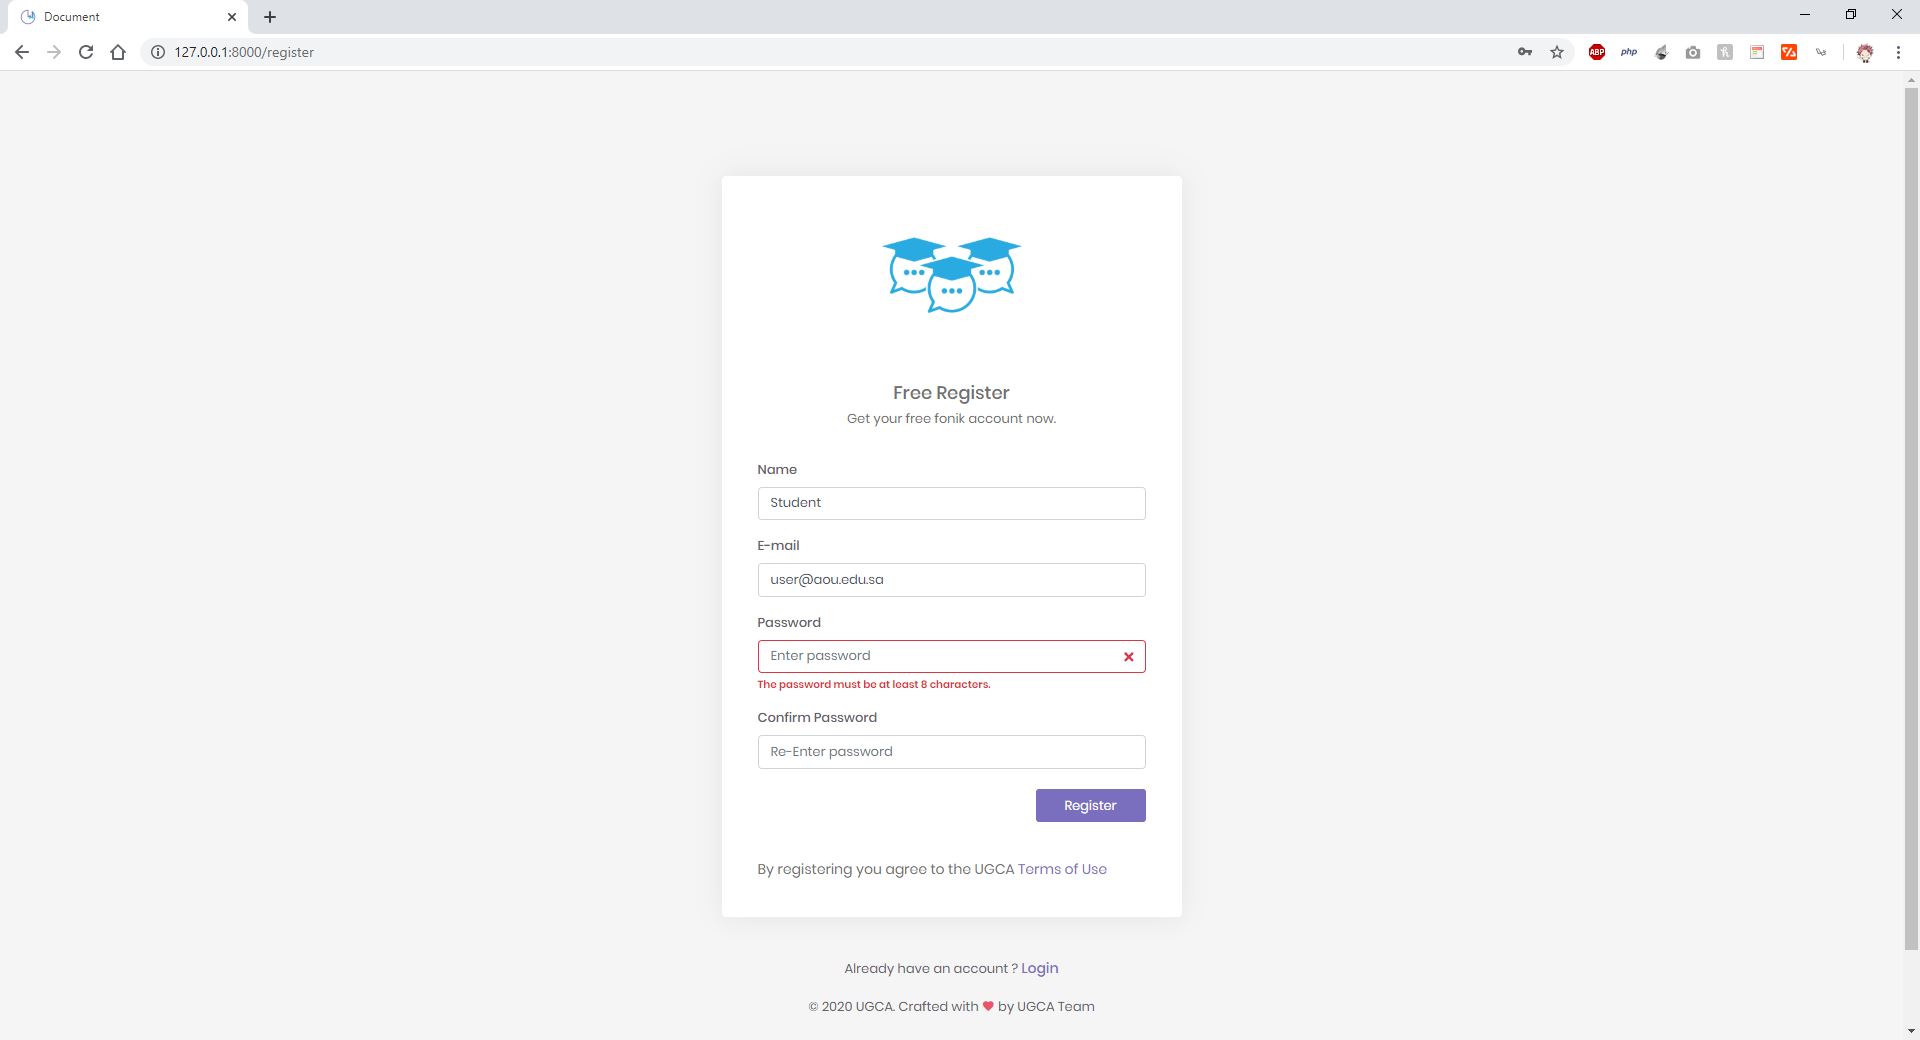 Document
127.0.0.1:8000/register
ABP
php
Free Register
Get your free fonik account now.
Name
Student
E-mail
user@aou.edu.sa
Password
Enter password
The password must be at least 8 characters.
Confirm Password
Re-Enter password
Register
By registering you agree to the UGCA Terms of Use
Already have an account ? Login
© 2020 UGCA. Crafted with ❤ by UGCA Team